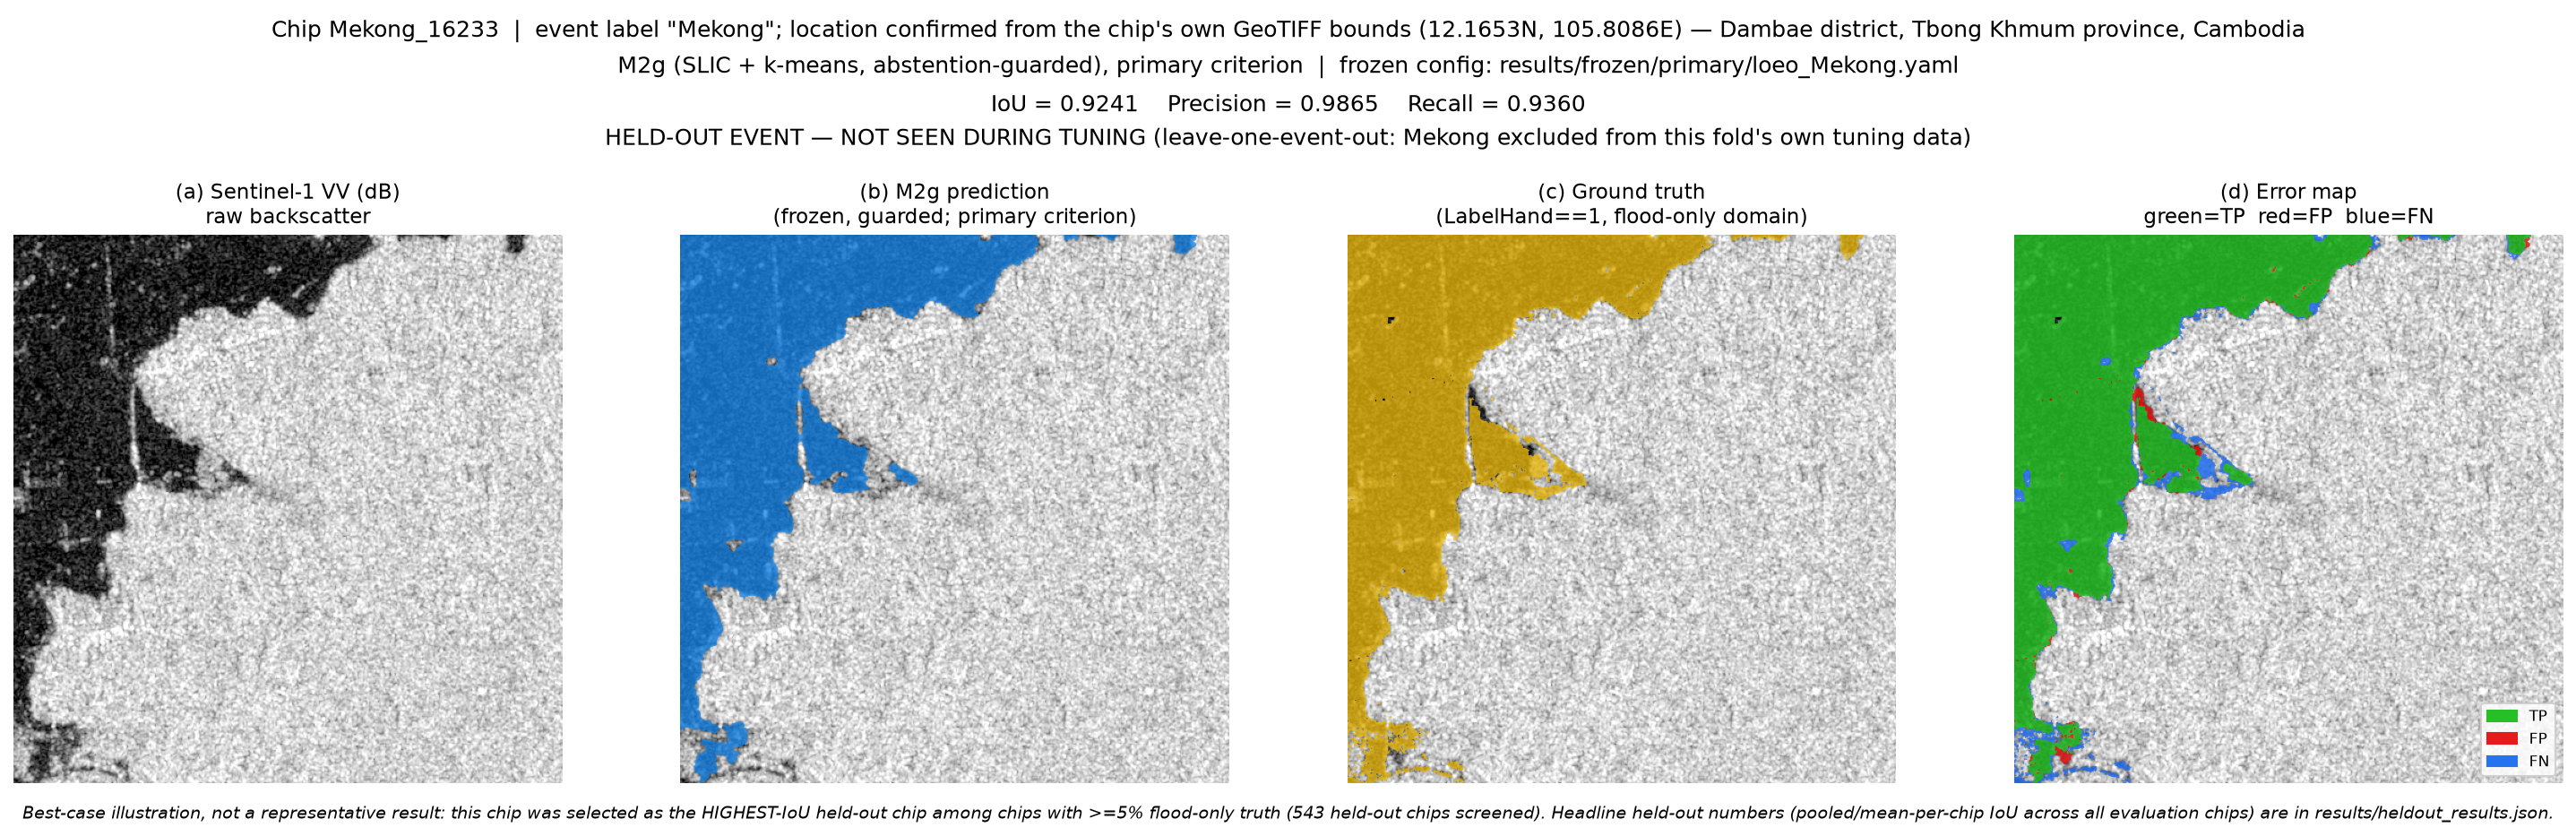 Chip Mekong_16233 | event label "Mekong"; location confirmed from the chip's own GeoTIFF bounds (12.1653N, 105.8086E) — Dambae district, Tbong Khmum province, Cambodia
M2g (SLIC + k-means, abstention-guarded), primary criterion | frozen config: results/frozen/primary/loeo_Mekong.yaml
IoU = 0.9241 Precision = 0.9865 Recall = 0.9360
HELD-OUT EVENT — NOT SEEN DURING TUNING (leave-one-event-out: Mekong excluded from this fold's own tuning data)
(a) Sentinel-1 VV (dB)
raw backscatter
(b) M2g prediction
(frozen, guarded; primary criterion)
(c) Ground truth
(LabelHand==1, flood-only domain)
(d) Error map
green=TP red=FP blue=FN
TP
FP
FN
Best-case illustration, not a representative result: this chip was selected as the HIGHEST-IoU held-out chip among chips with >=5% flood-only truth (543 held-out chips screened). Headline held-out numbers (pooled/mean-per-chip IoU across all evaluation chips) are in results/heldout_results.json.